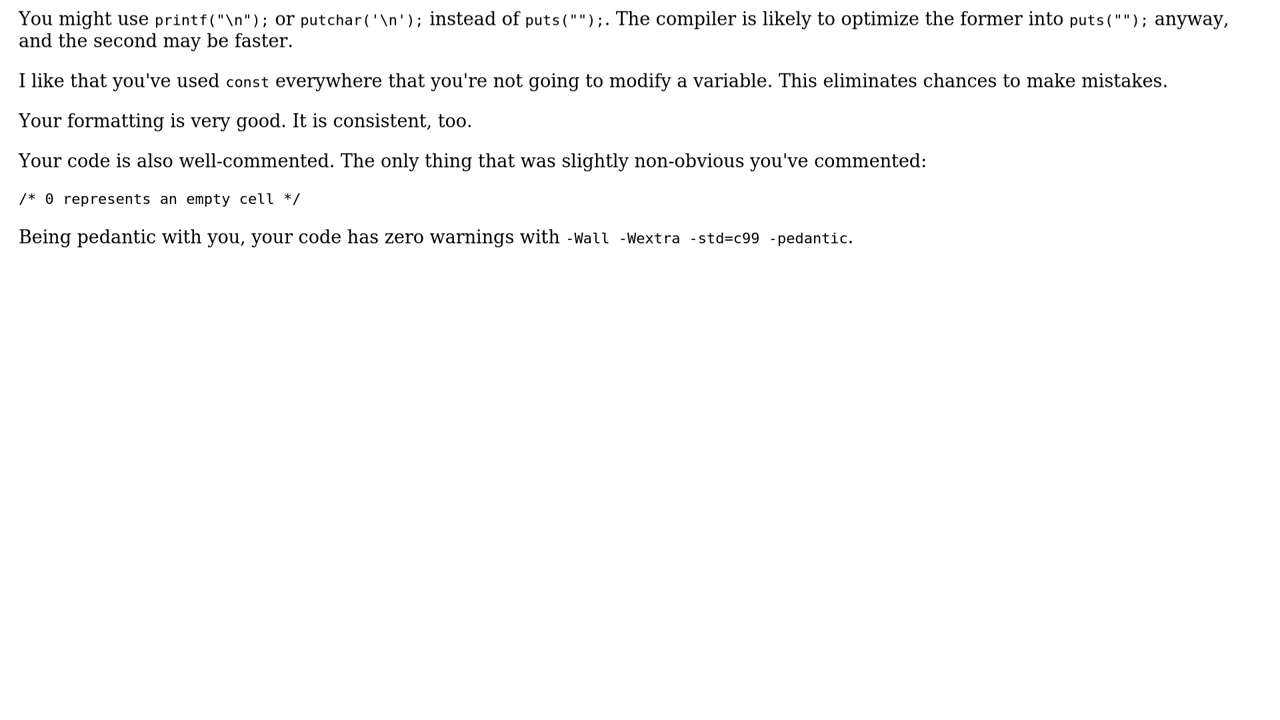 You might use printf("\n"); or putchar('\n'); instead of puts("");. The compiler is likely to optimize the former into puts(""); anyway,
and the second may be faster.
I like that you've used const everywhere that you're not going to modify a variable. This eliminates chances to make mistakes.
Your formatting is very good. It is consistent, too.
Your code is also well-commented. The only thing that was slightly non-obvious you've commented:
/* 0 represents an empty cell */
Being pedantic with you, your code has zero warnings with -Wall -Wextra -std=c99 -pedantic.